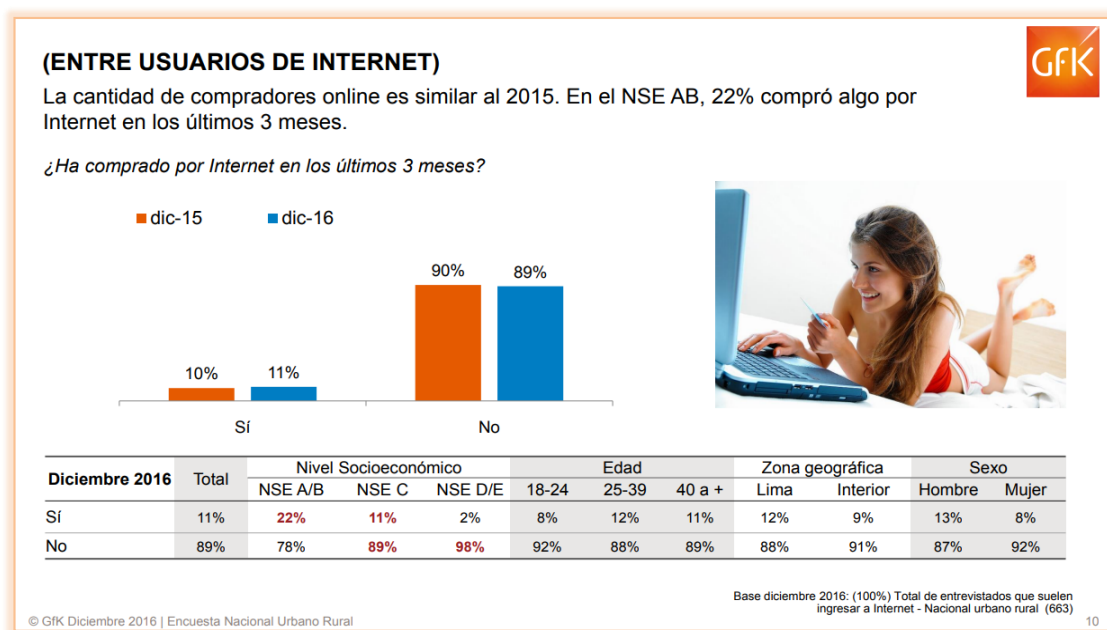 (ENTRE USUARIOS DE INTERNET)
GfK
La cantidad de compradores online es similar al 2015. En el NSE AB, 22% compró algo por
Internet en los últimos 3 meses.
¿Ha comprado por Internet en los últimos 3 meses?
dic-15 dic-16
90% 89%
10% 11%
Sí No
Diciembre 2016 Total Nivel Socioeconómico Edad Zona geográfica Sexo
NSE A/B NSE C NSE D/E 18-24 25-39 40 a + Lima Interior Hombre Mujer
Sí 11% 22% 11% 2% 8% 12% 11% 12% 9% 13% 8%
No 89% 78% 89% 98% 92% 88% 89% 88% 91% 87% 92%
Base diciembre 2016: (100%) Total de entrevistados que suelen
ingresar a Internet - Nacional urbano rural (663)
© GfK Diciembre 2016 | Encuesta Nacional Urbano Rural 10